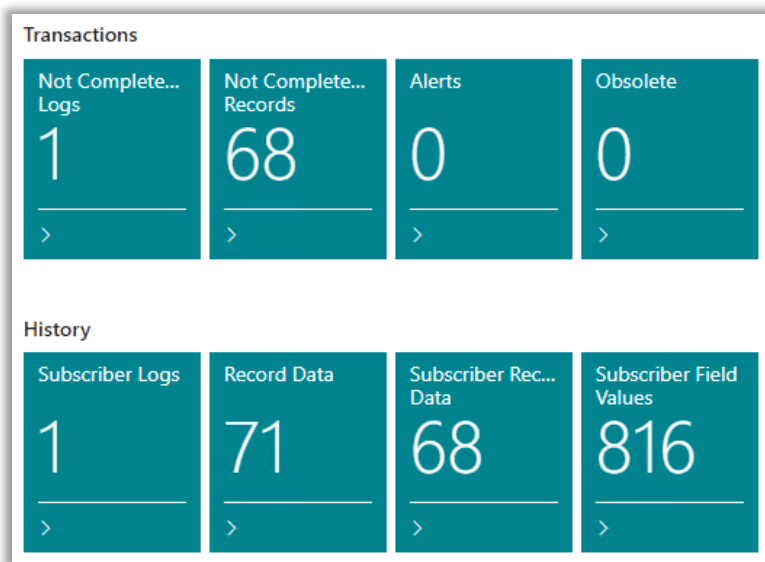 Transactions
Not Complete...
Logs
1
Not Complete...
Records
68
Alerts
0
Obsolete
0
History
Subscriber Logs
1
Record Data
71
Subscriber Rec...
Data
68
Subscriber Field
Values
816